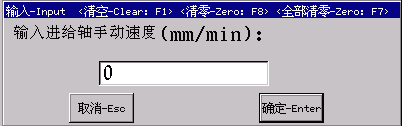 输入-Input <清空-Clear: F1> <清零-Zero: F8> <全部清零-Zero: F7>
输入进给轴手动速度(mm/min):
0
取消-Esc 确定-Enter